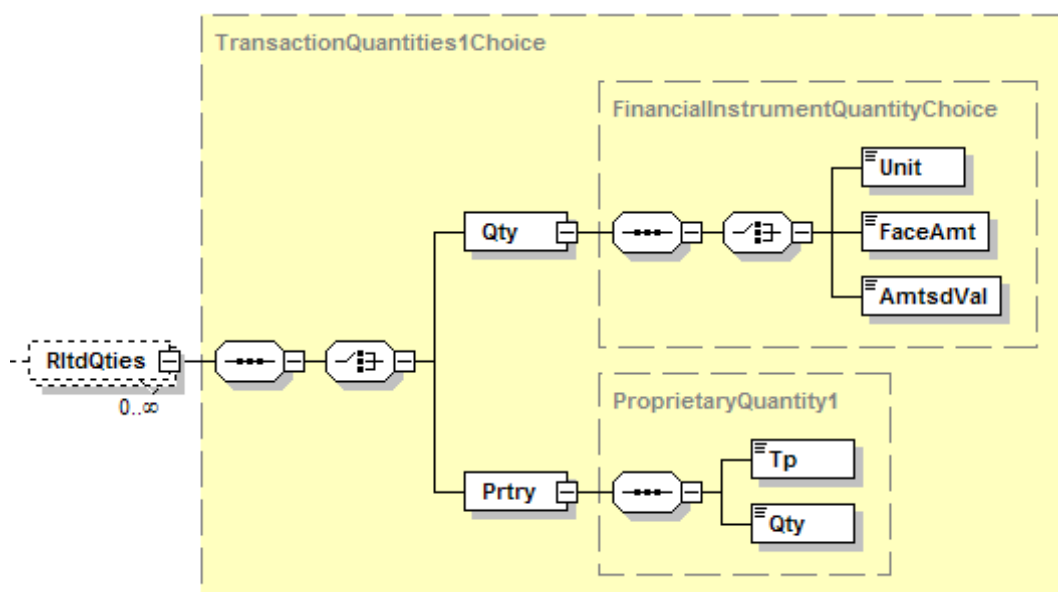 TransactionQuantities1Choice
FinancialInstrumentQuantityChoice
Unit
Qty
FaceAmt
AmtsdVal
RltdQties
0..∞
ProprietaryQuantity1
Tp
Prtry
Qty